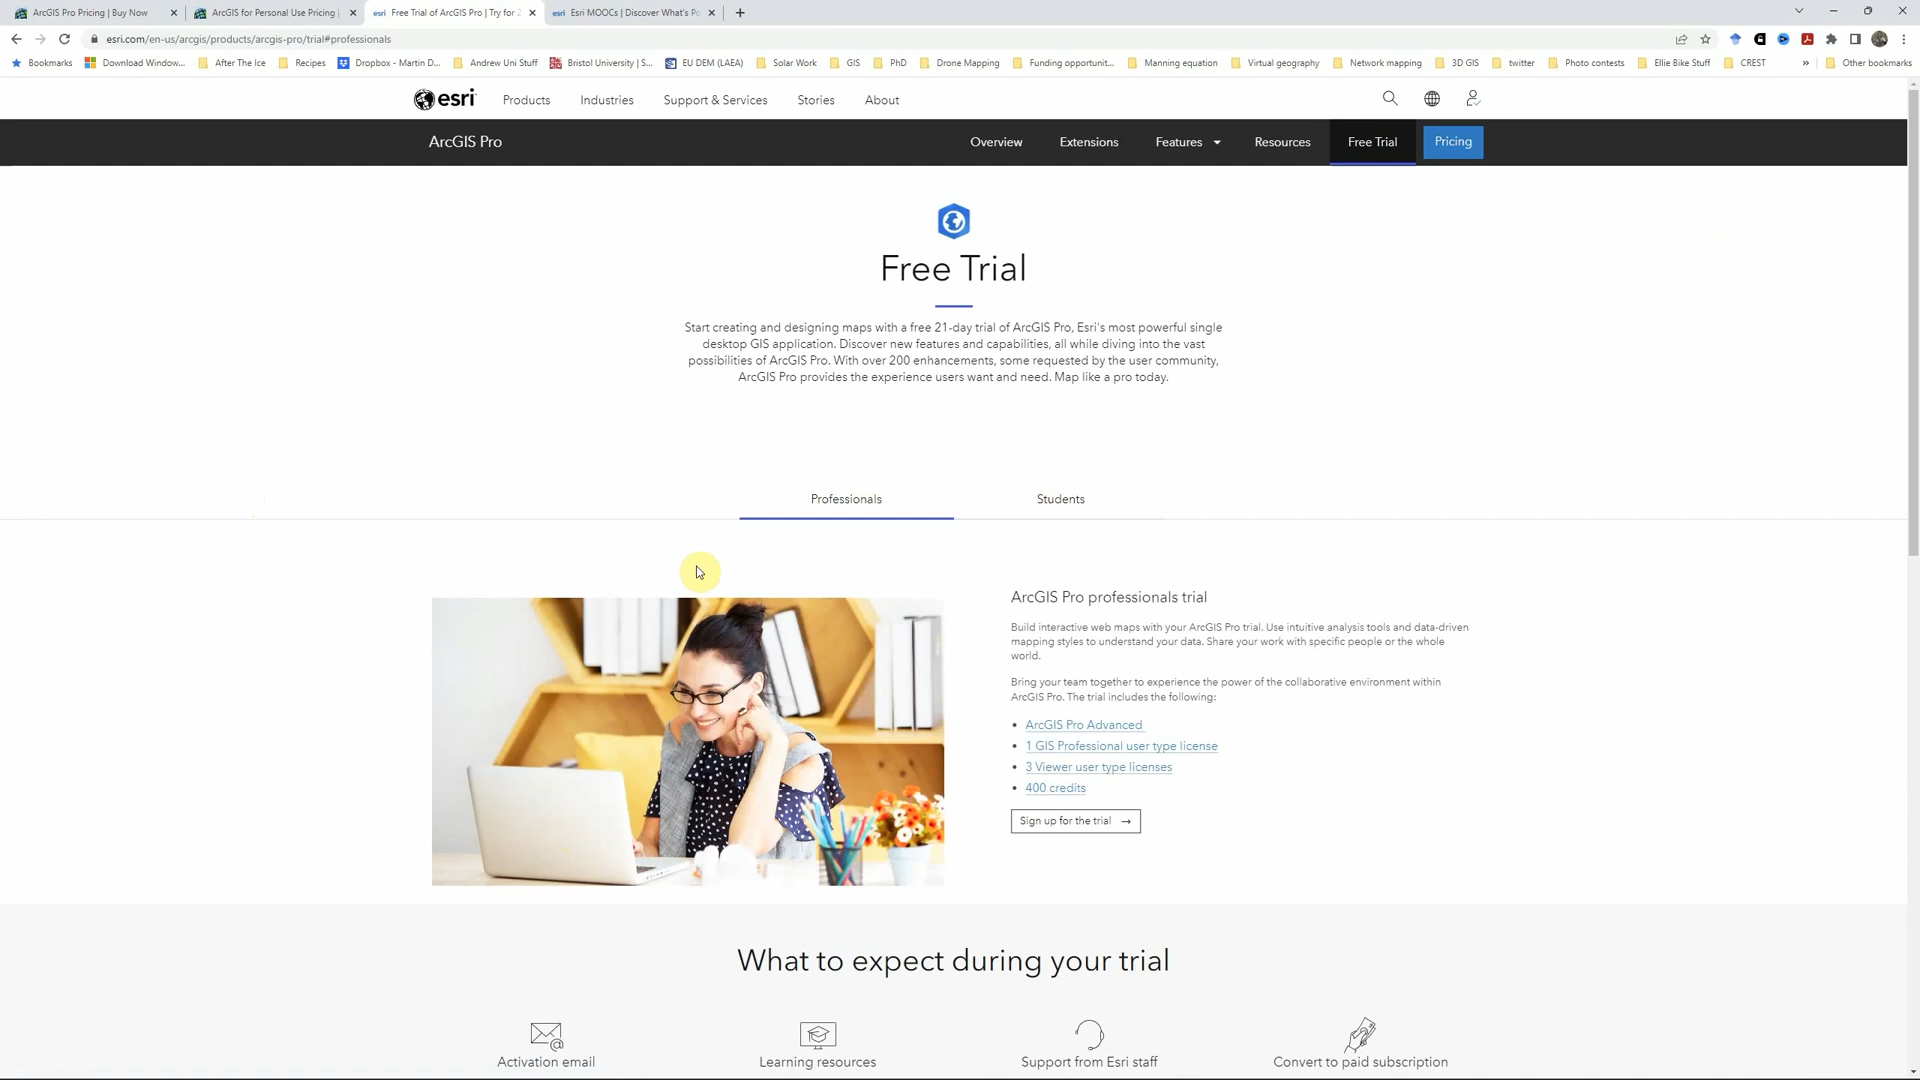 ArcGIS Pro Pricing | Buy Now
ArcGIS for Personal Use Pricing |
esri Free Trial of ArcGIS Pro | Try for 2
esri Esri MOOCs | Discover What's Po
esri.com/en-us/arcgis/products/arcgis-pro/trial#professionals
Bookmarks Download Window... After The Ice Recipes Dropbox - Martin D... Andrew Uni Stuff Bristol University | S... EU DEM (LAEA) Solar Work GIS PhD Drone Mapping Funding opportunit... Manning equation Virtual geography Network mapping 3D GIS twitter Photo contests Ellie Bike Stuff CREST » Other bookmarks
esri Products Industries Support & Services Stories About
ArcGIS Pro Overview Extensions Features Resources Free Trial Pricing
Free Trial
Start creating and designing maps with a free 21-day trial of ArcGIS Pro, Esri's most powerful single
desktop GIS application. Discover new features and capabilities, all while diving into the vast
possibilities of ArcGIS Pro. With over 200 enhancements, some requested by the user community,
ArcGIS Pro provides the experience users want and need. Map like a pro today.
Professionals Students
ArcGIS Pro professionals trial
Build interactive web maps with your ArcGIS Pro trial. Use intuitive analysis tools and data-driven
mapping styles to understand your data. Share your work with specific people or the whole
world.
Bring your team together to experience the power of the collaborative environment within
ArcGIS Pro. The trial includes the following:
• ArcGIS Pro Advanced
• 1 GIS Professional user type license
• 3 Viewer user type licenses
• 400 credits
Sign up for the trial →
What to expect during your trial
Activation email Learning resources Support from Esri staff Convert to paid subscription